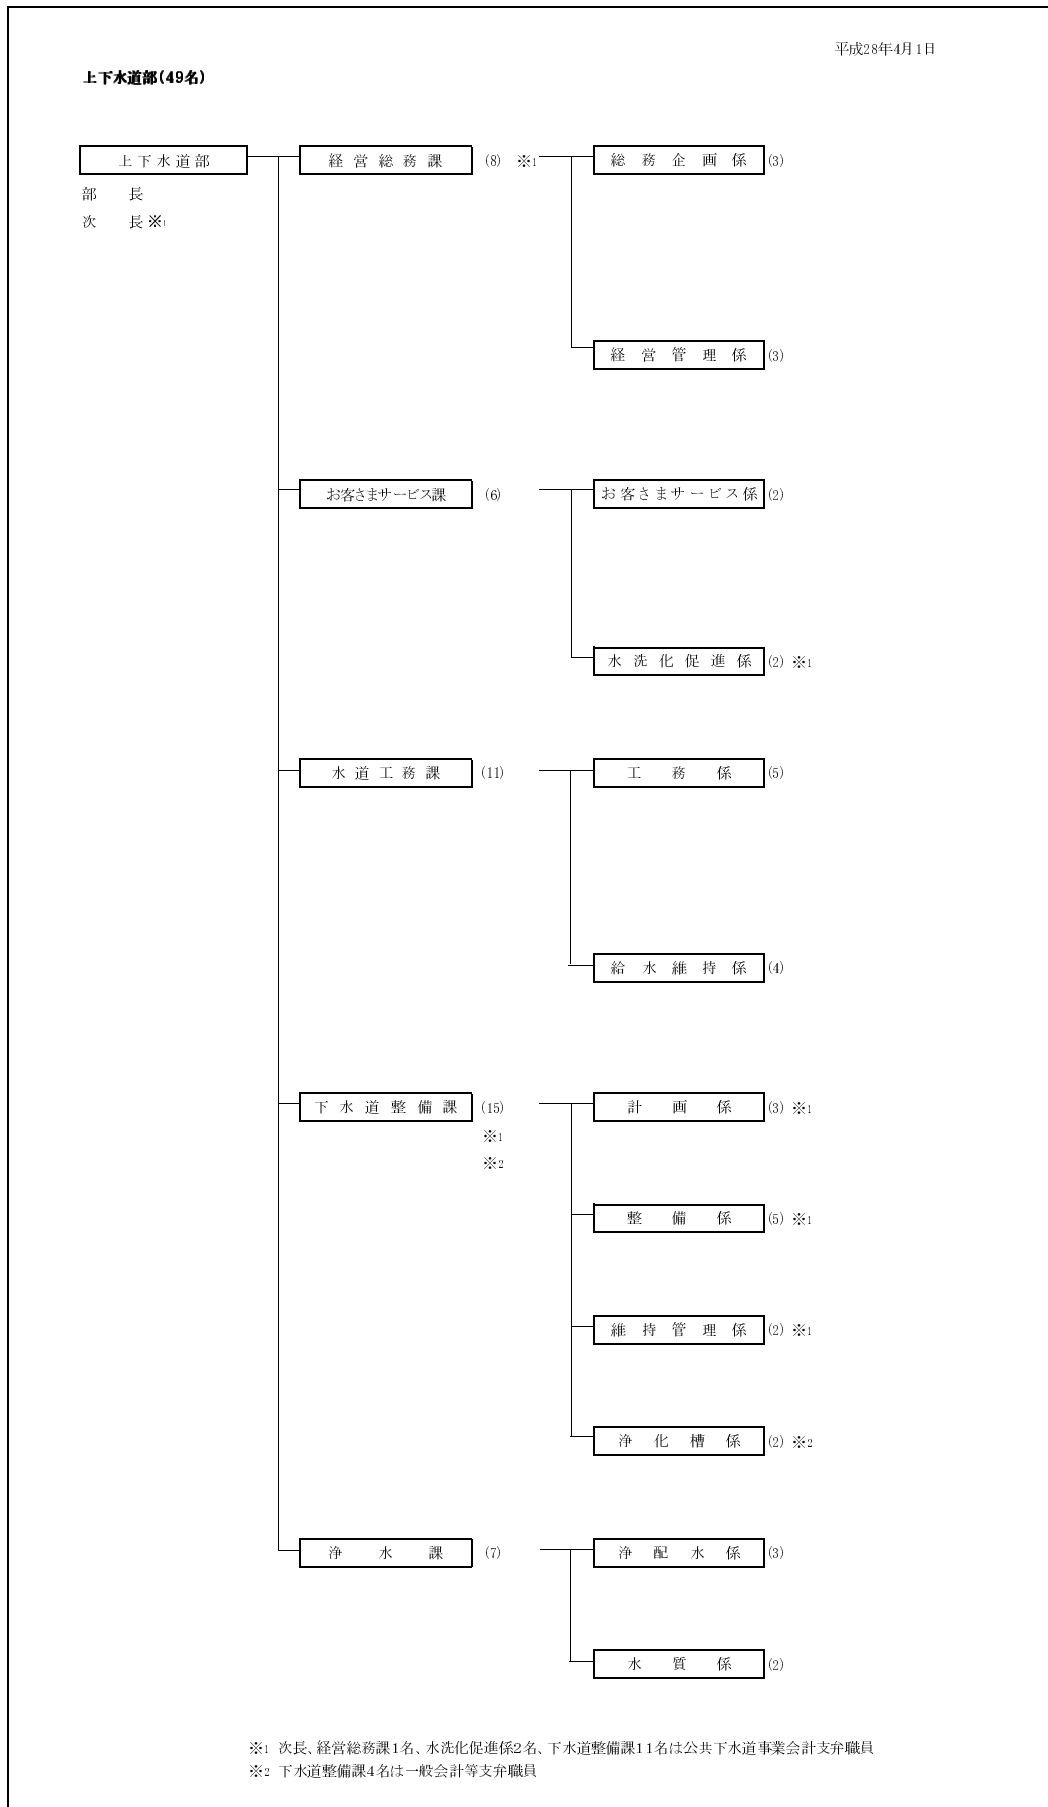 平成28年4月1日
上下水道部(49名)
上下水道部 経営総務課 (8) ※1 総務企画係 (3)
部　長
次　長 ※1
経営管理係 (3)
お客さまサービス課 (6) お客さまサービス係 (2)
水洗化促進係 (2) ※1
水道工務課 (11) 工務係 (5)
給水維持係 (4)
下水道整備課 (15) 計画係 (3) ※1
※1
※2
整備係 (5) ※1
維持管理係 (2) ※1
浄化槽係 (2) ※2
浄水課 (7) 浄配水係 (3)
水質係 (2)
※1 次長、経営総務課1名、水洗化促進係2名、下水道整備課11名は公共下水道事業会計支弁職員
※2 下水道整備課4名は一般会計等支弁職員